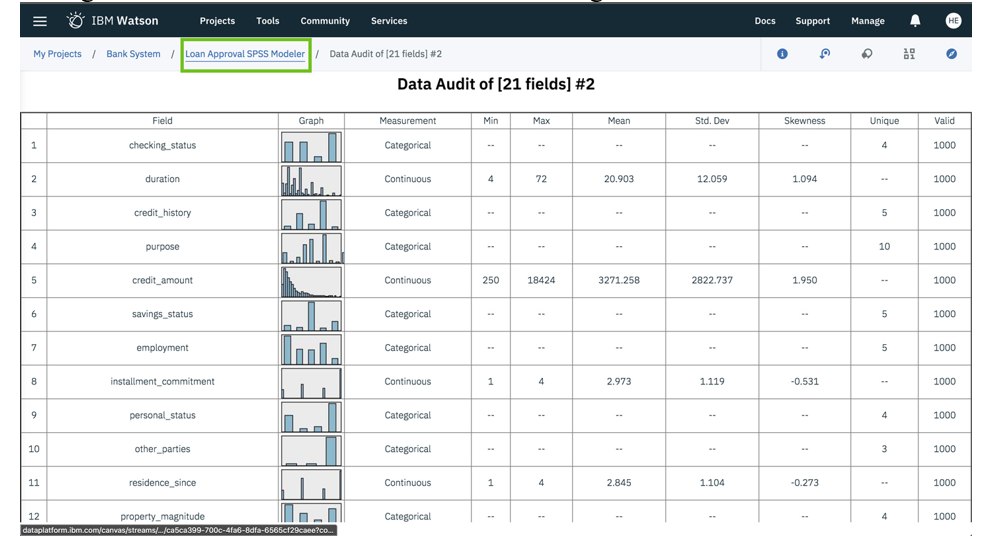 IBM Watson Projects Tools Community Services Docs Support Manage HE
My Projects / Bank System / Loan Approval SPSS Modeler / Data Audit of [21 fields] #2
Data Audit of [21 fields] #2
Field Graph Measurement Min Max Mean Std. Dev Skewness Unique Valid
1 checking_status Categorical -- -- -- -- -- 4 1000
2 duration Continuous 4 72 20.903 12.059 1.094 -- 1000
3 credit_history Categorical -- -- -- -- -- 5 1000
4 purpose Categorical -- -- -- -- -- 10 1000
5 credit_amount Continuous 250 18424 3271.258 2822.737 1.950 -- 1000
6 savings_status Categorical -- -- -- -- -- 5 1000
7 employment Categorical -- -- -- -- -- 5 1000
8 installment_commitment Continuous 1 4 2.973 1.119 -0.531 -- 1000
9 personal_status Categorical -- -- -- -- -- 4 1000
10 other_parties Categorical -- -- -- -- -- 3 1000
11 residence_since Continuous 1 4 2.845 1.104 -0.273 -- 1000
12 property_magnitude Categorical -- -- -- -- -- 4 1000
dataplatform.ibm.com/canvas/streams/.../ca5ca399-700c-4fa6-8dfa-6565cf29caee?co...